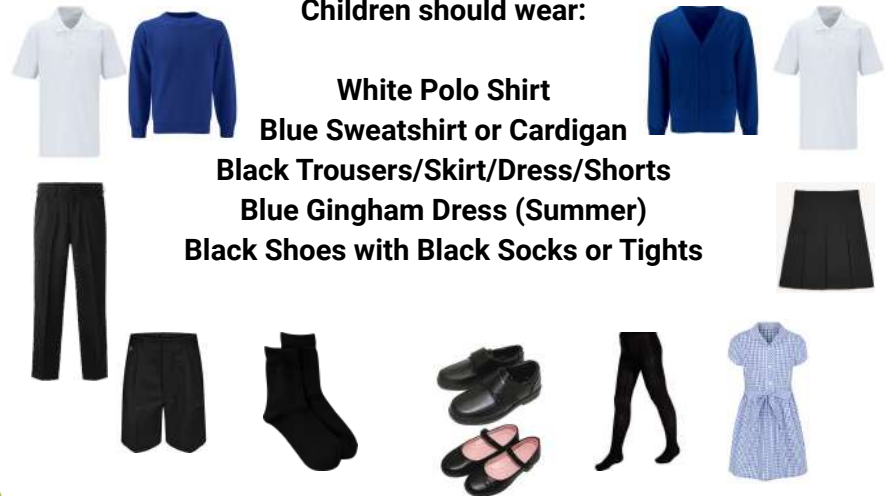 Children should wear:
White Polo Shirt
Blue Sweatshirt or Cardigan
Black Trousers/Skirt/Dress/Shorts
Blue Gingham Dress (Summer)
Black Shoes with Black Socks or Tights